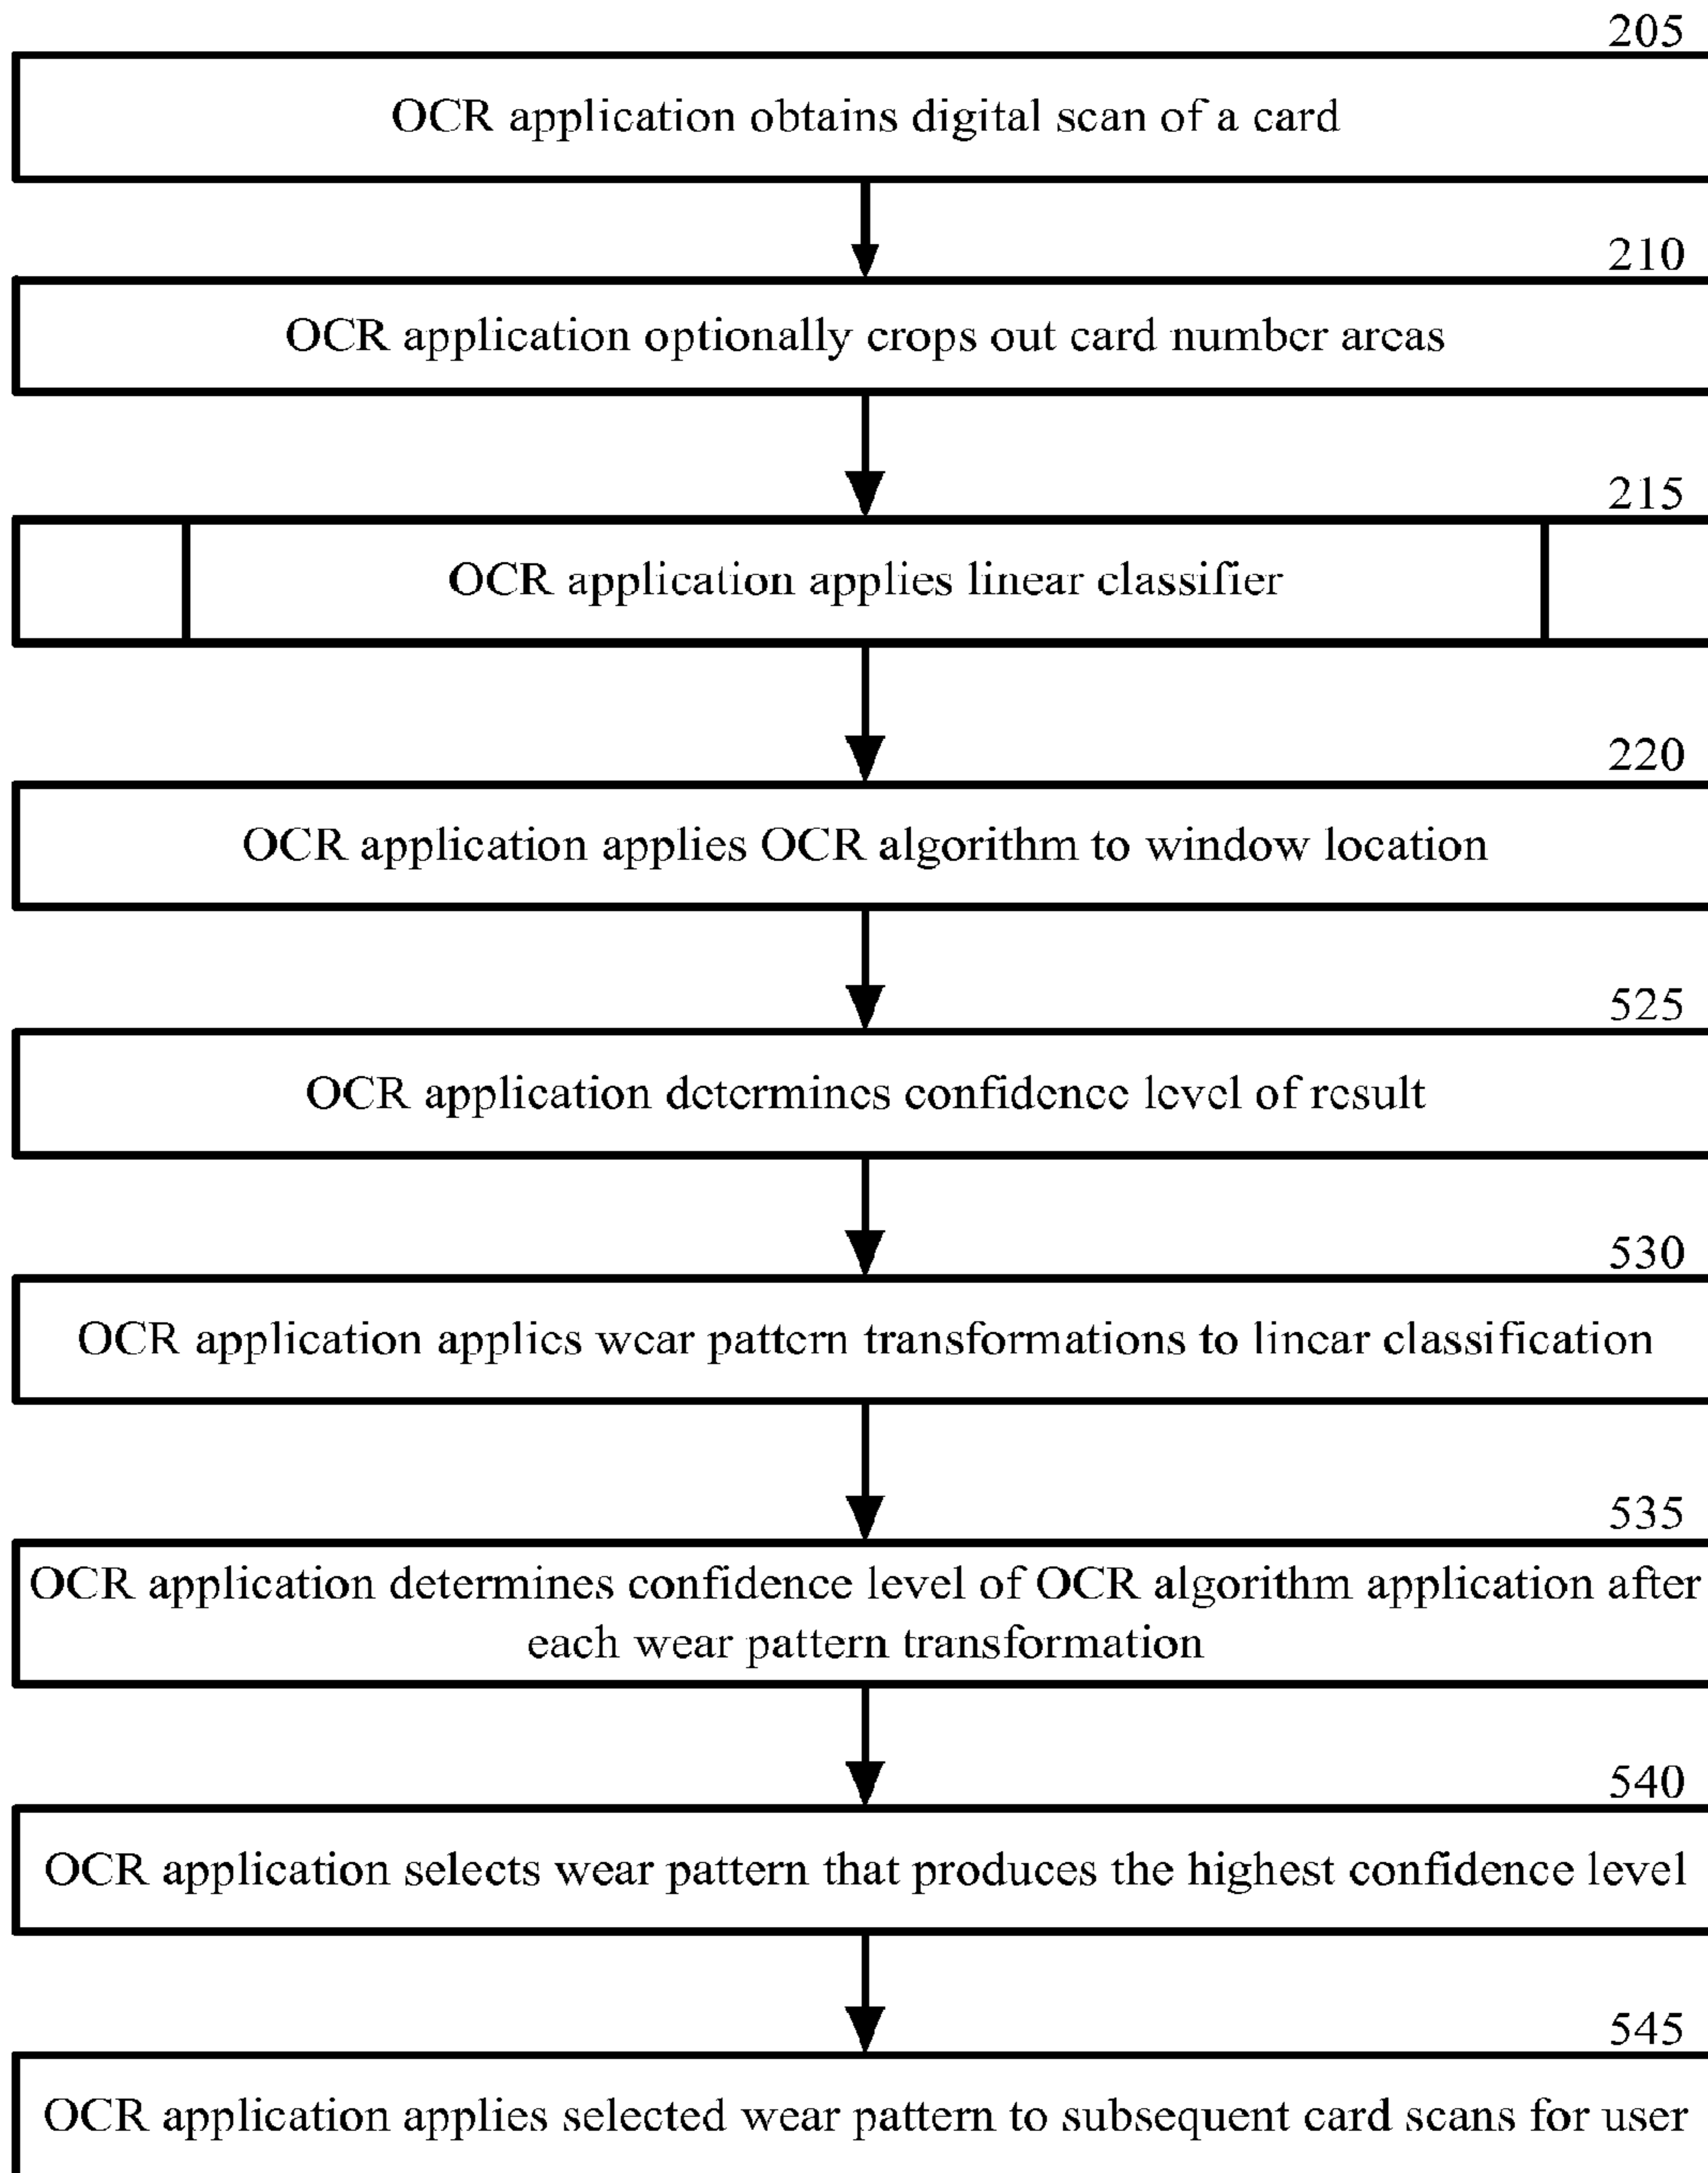 205
OCR application obtains digital scan of a card
210
OCR application optionally crops out card number areas
215
OCR application applies linear classifier
220
OCR application applies OCR algorithm to window location
525
OCR application determines confidence level of result
530
OCR application applies wear pattern transformations to linear classification
535
OCR application determines confidence level of OCR algorithm application after
each wear pattern transformation
540
OCR application selects wear pattern that produces the highest confidence level
545
OCR application applies selected wear pattern to subsequent card scans for user